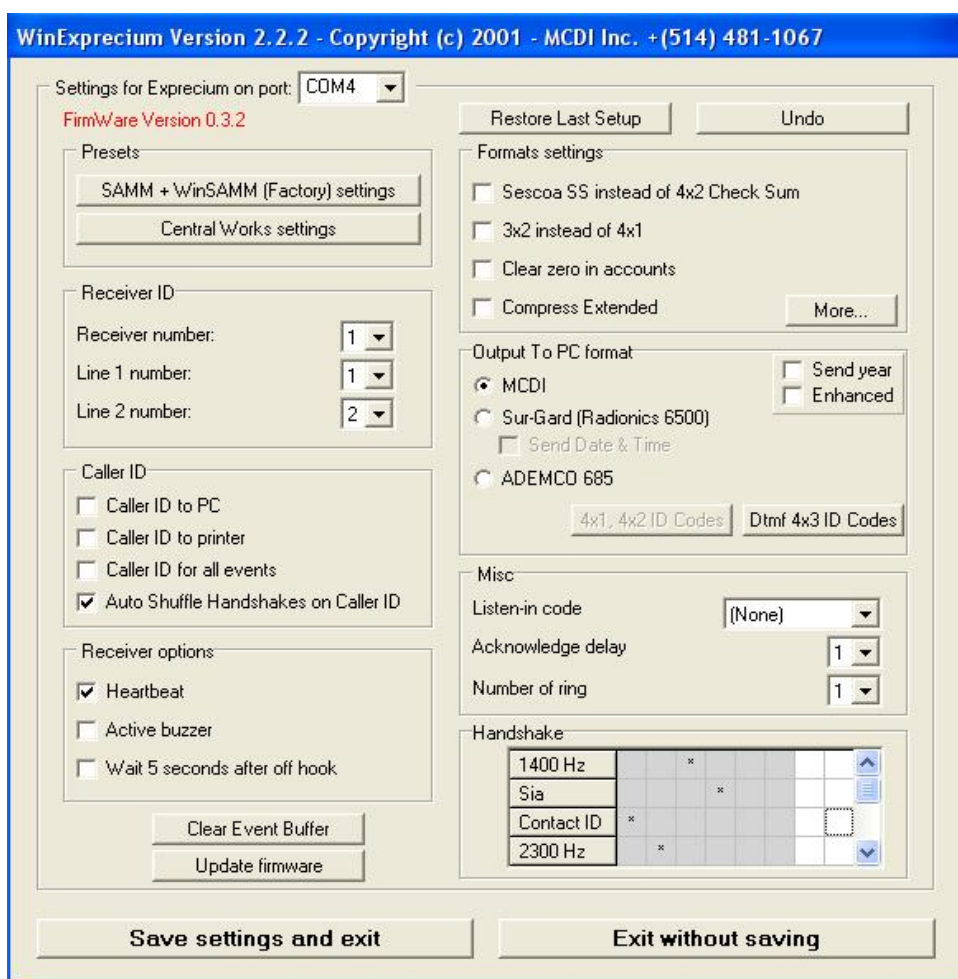 WinExprecium Version 2.2.2 - Copyright (c) 2001 - MCDI Inc. +(514) 481-1067
Settings for Exprecium on port: COM4
FirmWare Version 0.3.2
Restore Last Setup
Undo
Presets
SAMM + WinSAMM (Factory) settings
Central Works settings
Formats settings
Sescoa SS instead of 4x2 Check Sum
3x2 instead of 4x1
Clear zero in accounts
Compress Extended
More...
Receiver ID
Receiver number: 1
Line 1 number: 1
Line 2 number: 2
Output To PC format
MCDI
Send year
Enhanced
Sur-Gard (Radionics 6500)
Send Date & Time
ADEMCO 685
4x1, 4x2 ID Codes
Dtmf 4x3 ID Codes
Caller ID
Caller ID to PC
Caller ID to printer
Caller ID for all events
Auto Shuffle Handshakes on Caller ID
Misc
Listen-in code (None)
Acknowledge delay 1
Number of ring 1
Receiver options
Heartbeat
Active buzzer
Wait 5 seconds after off hook
Handshake
1400 Hz *
Sia *
Contact ID *
2300 Hz *
Clear Event Buffer
Update firmware
Save settings and exit
Exit without saving